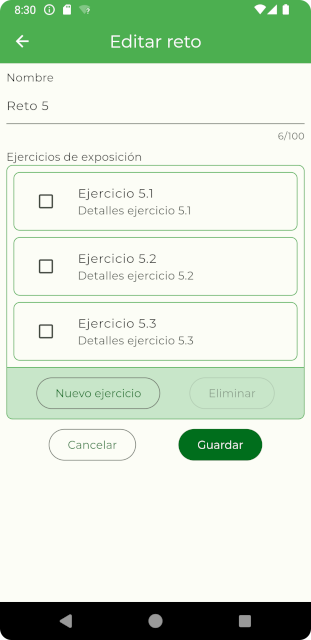 8:30
Editar reto
Nombre
Reto 5
6/100
Ejercicios de exposición
Ejercicio 5.1
Detalles ejercicio 5.1
Ejercicio 5.2
Detalles ejercicio 5.2
Ejercicio 5.3
Detalles ejercicio 5.3
Nuevo ejercicio Eliminar
Cancelar Guardar